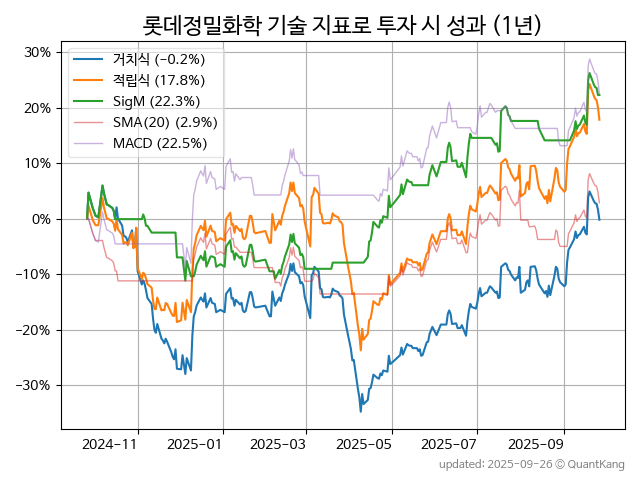 롯데정밀화학 기술 지표로 투자 시 성과 (1년)
30%
20%
10%
0%
−10%
−20%
−30%
거치식 (−0.2%)
적립식 (17.8%)
SigM (22.3%)
SMA(20) (2.9%)
MACD (22.5%)
2024-11
2025-01
2025-03
2025-05
2025-07
2025-09
updated: 2025-09-26 © QuantKang